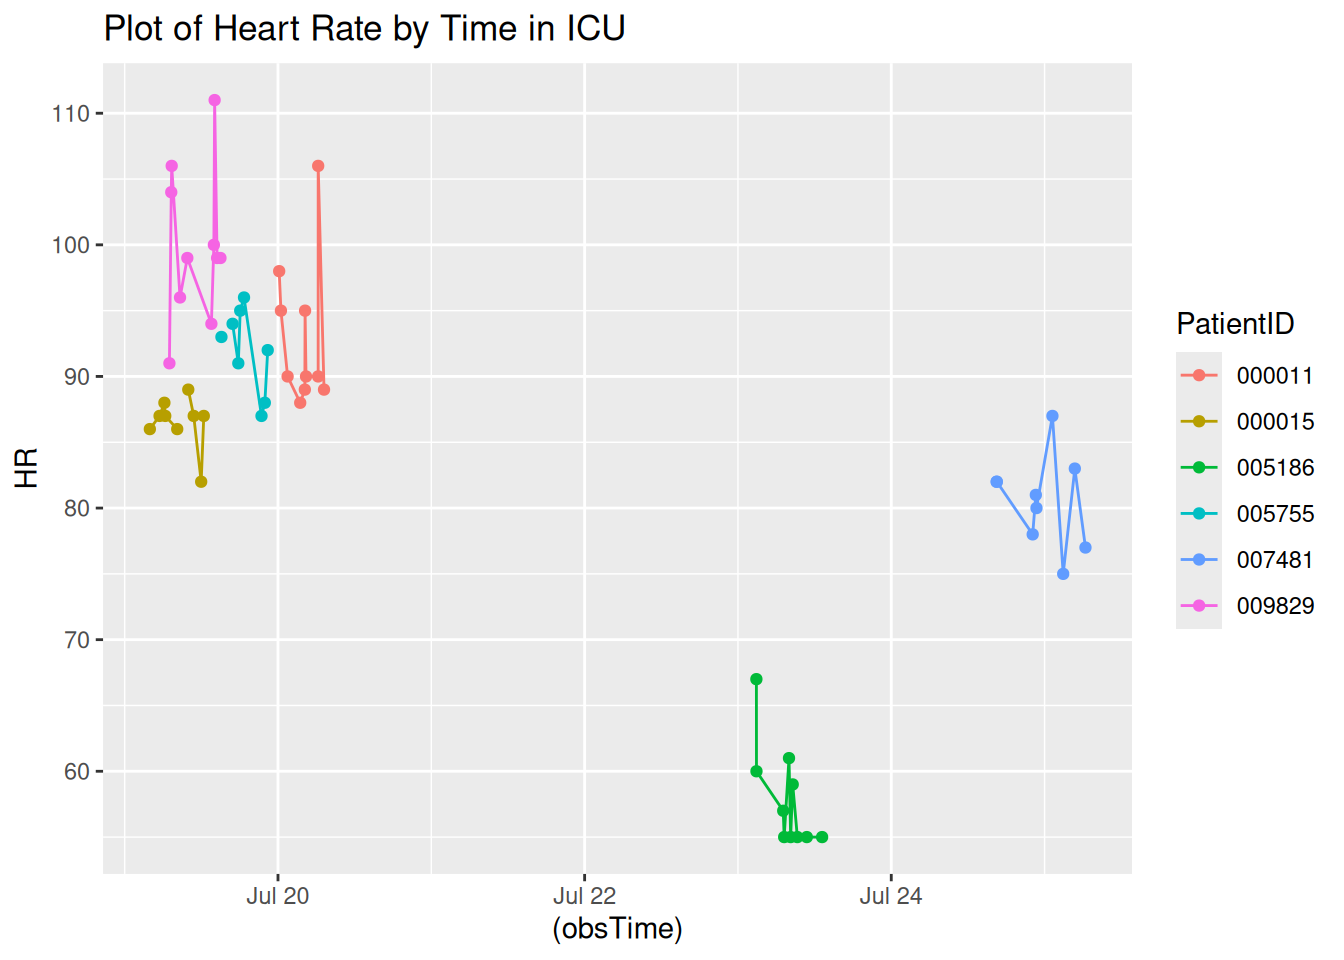 Plot of Heart Rate by Time in ICU
110
100
90
80
70
60
HR
Jul 20
Jul 22
Jul 24
(obsTime)
PatientID
000011
000015
005186
005755
007481
009829